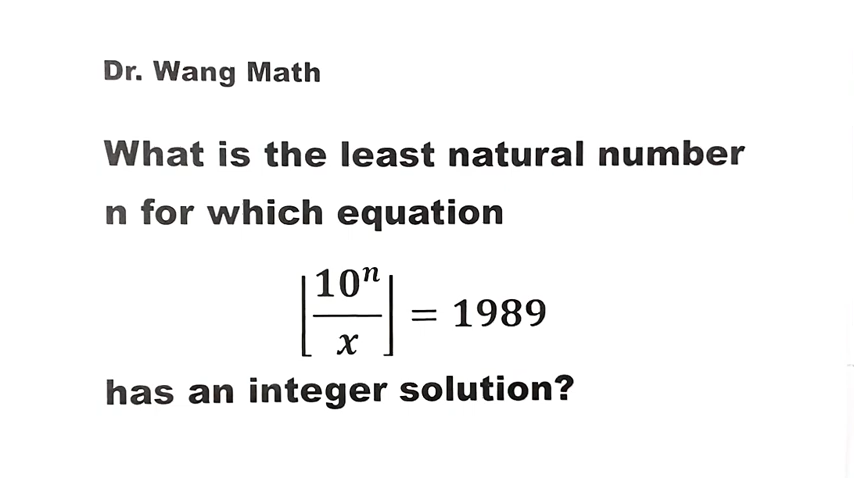 Dr. Wang Math
What is the least natural number
n for which equation
⌊10ⁿ/x⌋ = 1989
has an integer solution?